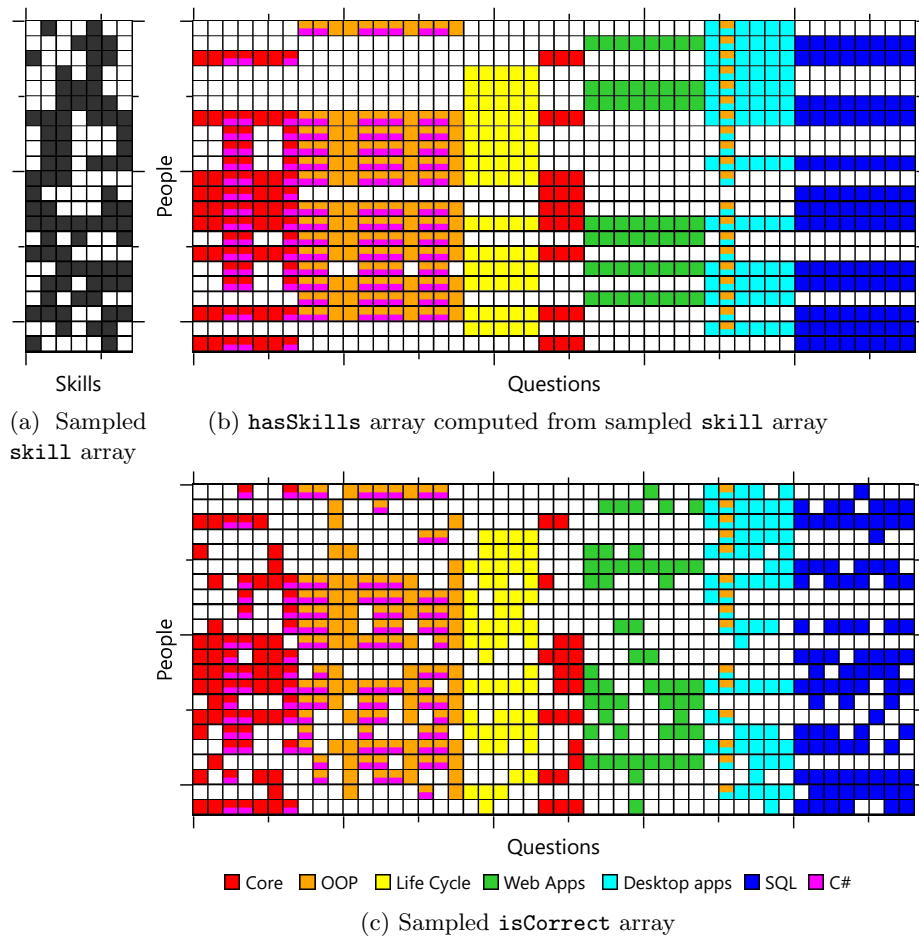 People
Skills
Questions
(a) Sampled
skill array
(b) hasSkills array computed from sampled skill array
People
Questions
Core OOP Life Cycle Web Apps Desktop apps SQL C#
(c) Sampled isCorrect array